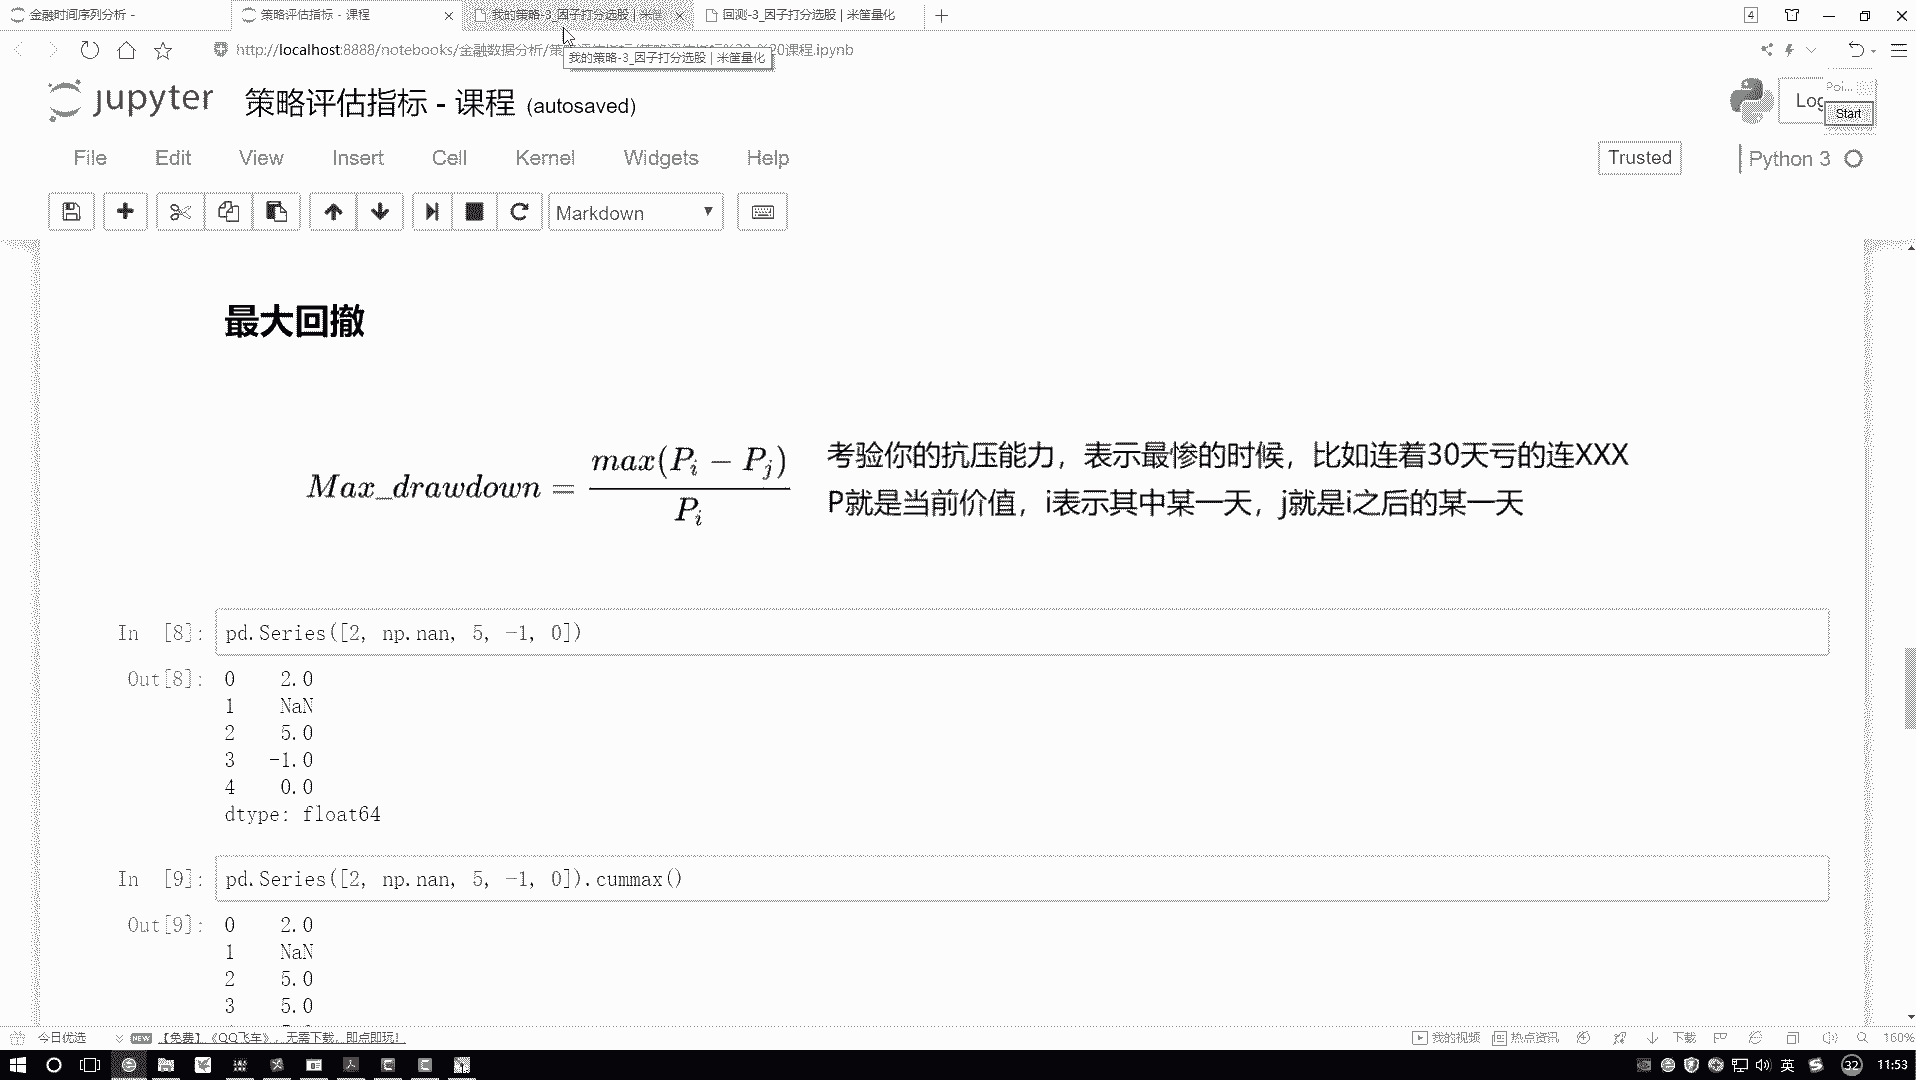 金融时间序列分析 -
策略评估指标 - 课程
我的策略-3_因子打分选股 | 米筐
回测-3_因子打分选股 | 米筐量化
4
http://localhost:8888/notebooks/金融数据分析/策
20课程.ipynb
我的策略-3_因子打分选股 | 米筐量化
jupyter 策略评估指标 - 课程 (autosaved)
Poi...
Log
Start
File Edit View Insert Cell Kernel Widgets Help
Trusted
Python 3
Markdown
最大回撤
Max_drawdown = max(P_i − P_j) / P_i
考验你的抗压能力，表示最惨的时候，比如连着30天亏的连XXX
P就是当前价值，i表示其中某一天，j就是i之后的某一天
In [8]: pd.Series([2, np.nan, 5, -1, 0])
Out[8]: 0 2.0
1 NaN
2 5.0
3 -1.0
4 0.0
dtype: float64
In [9]: pd.Series([2, np.nan, 5, -1, 0]).cummax()
Out[9]: 0 2.0
1 NaN
2 5.0
3 5.0
今日优选
NEW 【免费】《QQ飞车》，无需下载，即点即玩！
我的视频
热点资讯
下载
160%
英
32
11:53